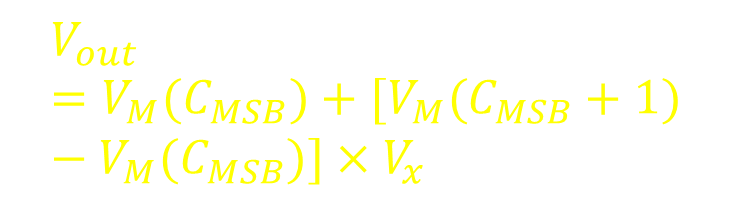 V_out
= V_M(C_MSB) + [V_M(C_MSB + 1)
− V_M(C_MSB)] × V_x